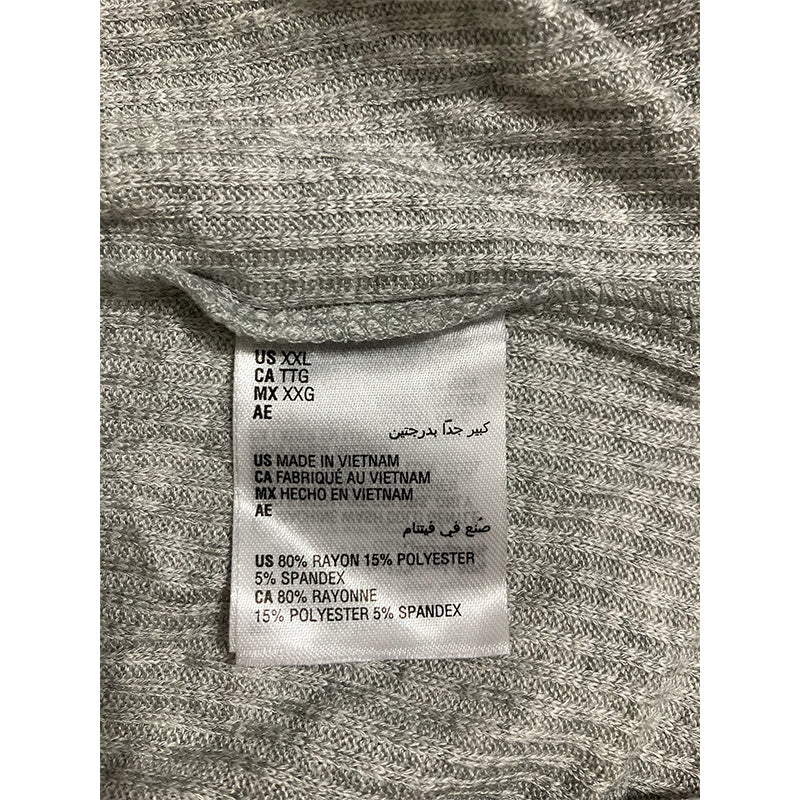 US XXL
CA TTG
MX XXG
AE
كبير جدًا بدرجتين
US MADE IN VIETNAM
CA FABRIQUÉ AU VIETNAM
MX HECHO EN VIETNAM
AE
صُنع في فيتنام
US 80% RAYON 15% POLYESTER
5% SPANDEX
CA 80% RAYONNE
15% POLYESTER 5% SPANDEX